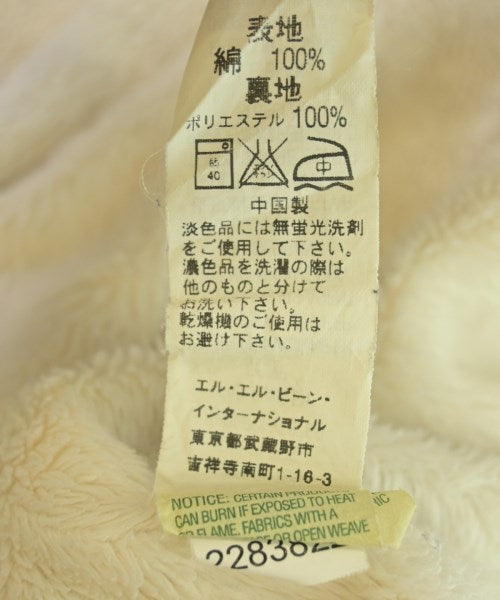 表地
綿 100%
裏地
ポリエステル 100%
40
中
中国製
淡色品には無蛍光洗剤
をご使用して下さい。
濃色品を洗濯の際は
他のものと分けて
お洗い下さい。
乾燥機のご使用は
お避け下さい。
エル・エル・ビーン・
インターナショナル
東京都武蔵野市
吉祥寺南町1-16-3
NOTICE: CERTAIN
CAN BURN IF EXPOSED TO HEAT
OR FLAME. FABRICS WITH A
OR OPEN WEAVE